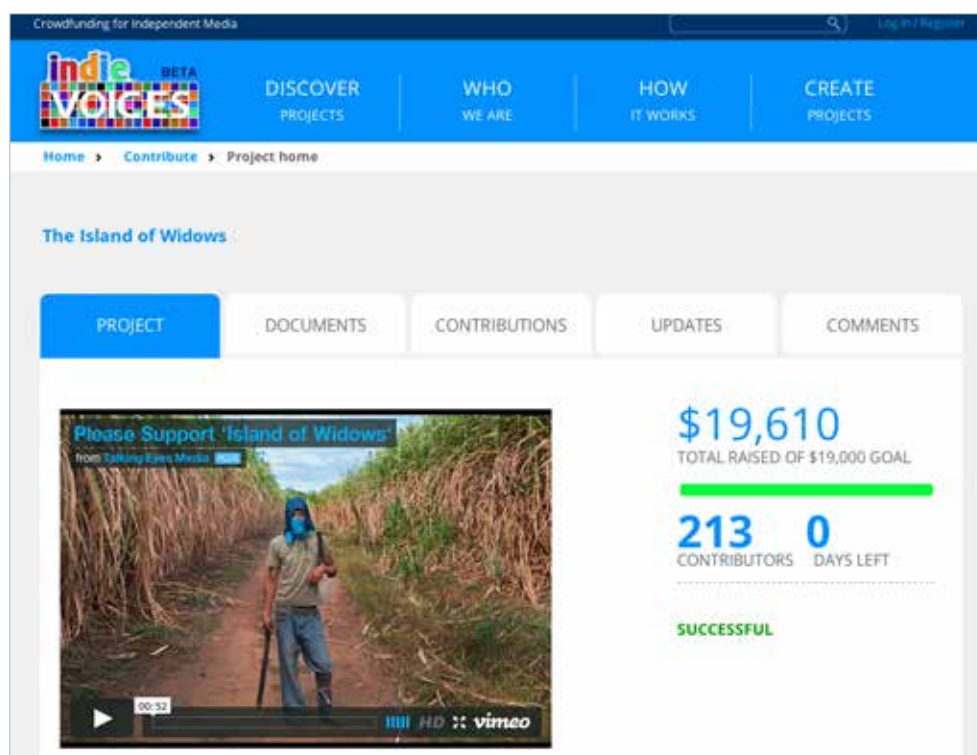 Crowdfunding for Independent Media
Log In / Register
indie BETA
VOICES
DISCOVER
PROJECTS
WHO
WE ARE
HOW
IT WORKS
CREATE
PROJECTS
Home › Contribute › Project home
The Island of Widows
PROJECT
DOCUMENTS
CONTRIBUTIONS
UPDATES
COMMENTS
Please Support 'Island of Widows'
from Talking Eyes Media PLUS
00:52
HD vimeo
$19,610
TOTAL RAISED OF $19,000 GOAL
213 0
CONTRIBUTORS DAYS LEFT
SUCCESSFUL